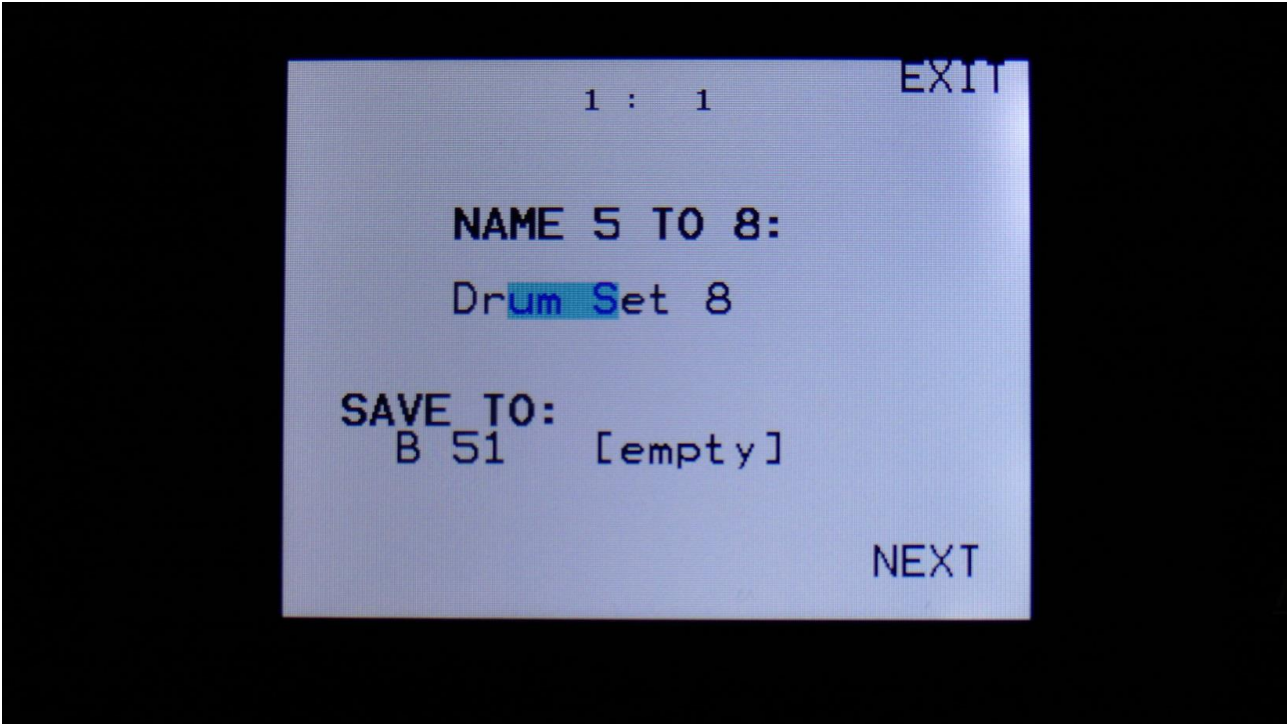 EXIT
1 : 1
NAME 5 TO 8:
Drum Set 8
SAVE TO:
B 51 [empty]
NEXT